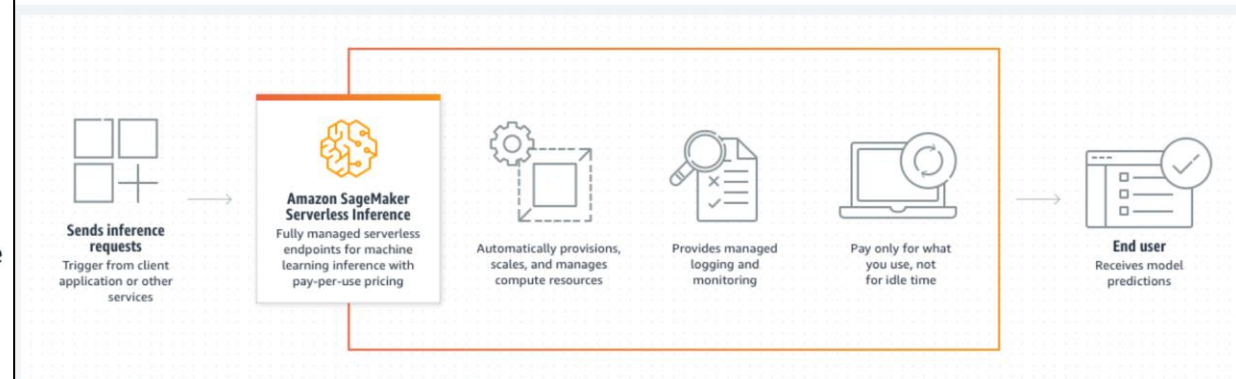 Sends inference
requests
Trigger from client
application or other
services
Amazon SageMaker
Serverless Inference
Fully managed serverless
endpoints for machine
learning inference with
pay-per-use pricing
Automatically provisions,
scales, and manages
compute resources
Provides managed
logging and
monitoring
Pay only for what
you use, not
for idle time
End user
Receives model
predictions